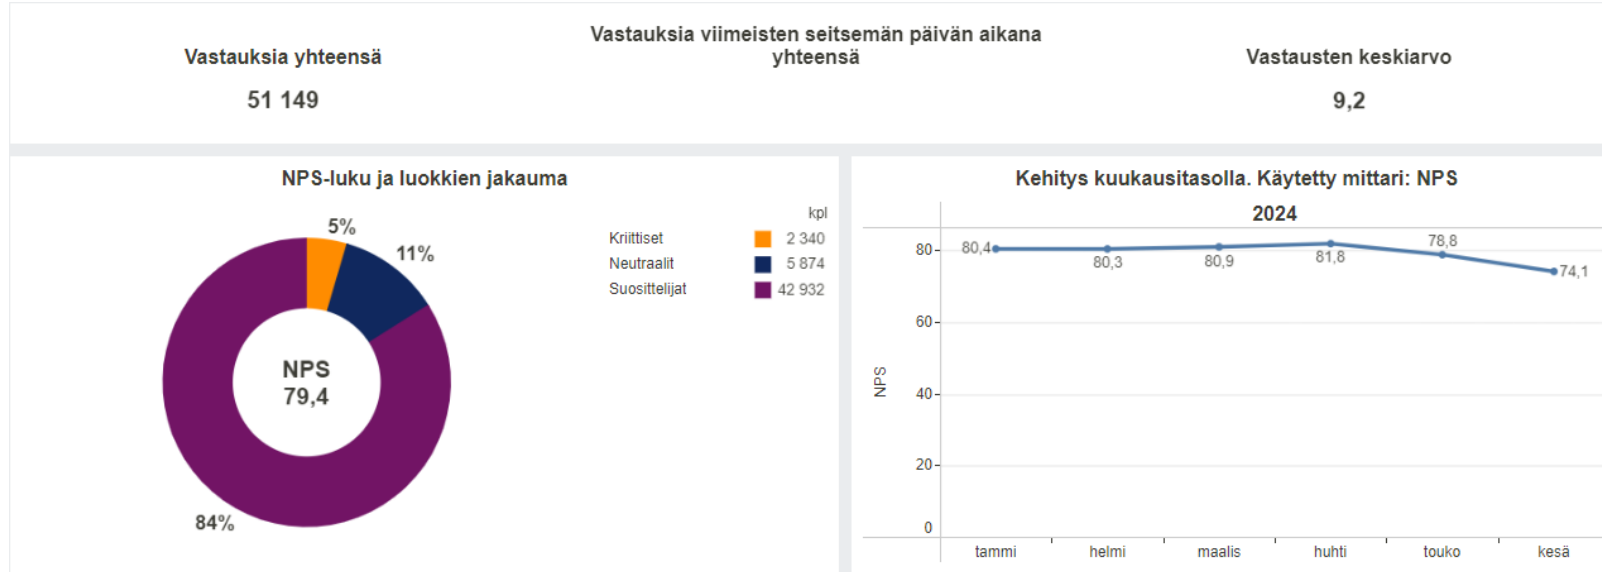 Vastauksia yhteensä
51 149
Vastauksia viimeisten seitsemän päivän aikana
yhteensä
Vastausten keskiarvo
9,2
NPS-luku ja luokkien jakauma
kpl
Kriittiset 2 340
Neutraalit 5 874
Suosittelijat 42 932
5%
11%
84%
NPS
79,4
Kehitys kuukausitasolla. Käytetty mittari: NPS
2024
NPS
80
60
40
20
0
80,4
80,3
80,9
81,8
78,8
74,1
tammi helmi maalis huhti touko kesä